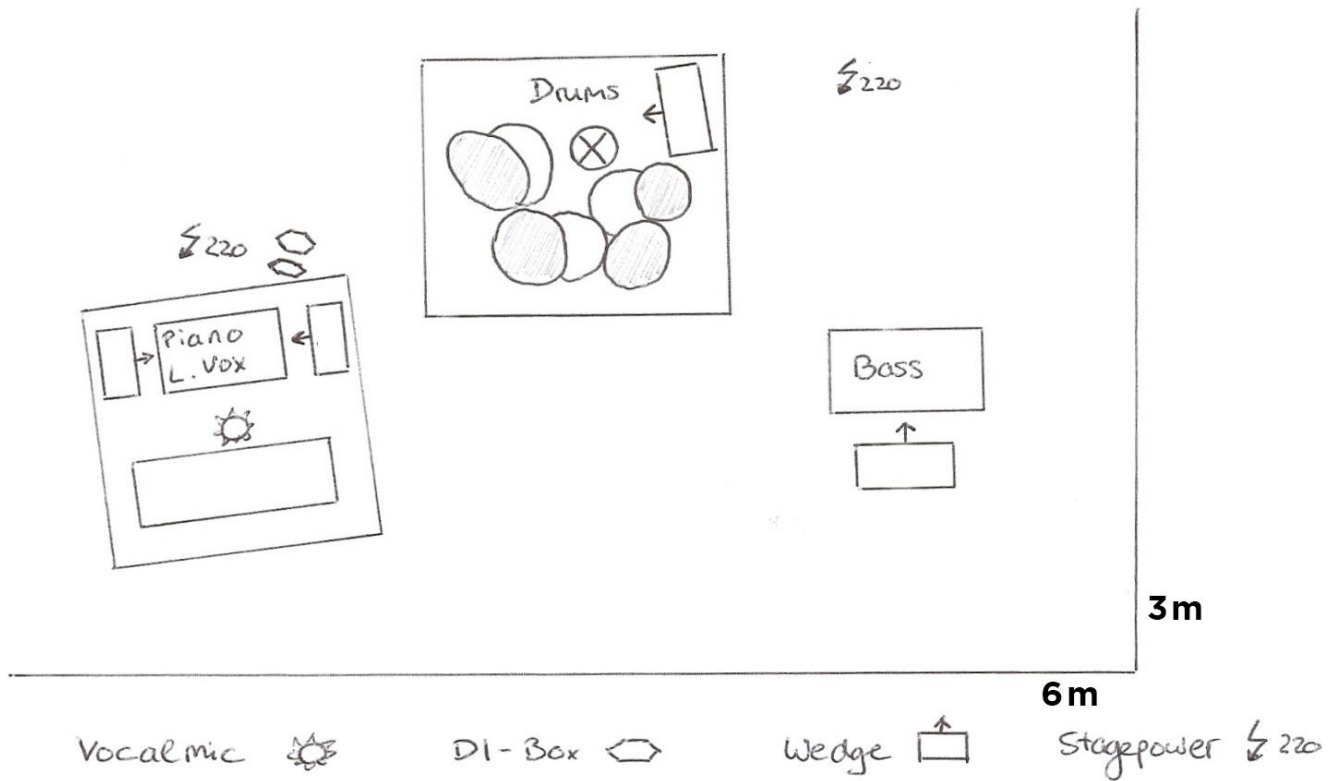 Drums
220
220
Piano
L. Vox
Bass
3m
6m
Vocalmic
DI-Box
Wedge
Stagepower 220